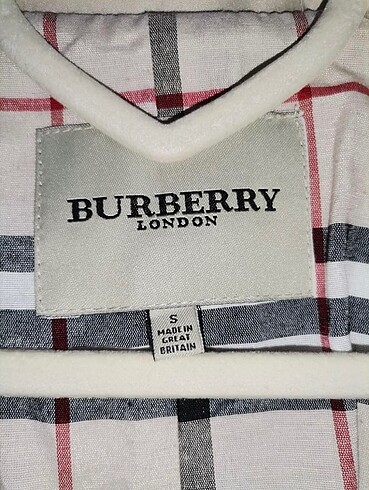 BURBERRY
LONDON
S
MADE IN
GREAT
BRITAIN